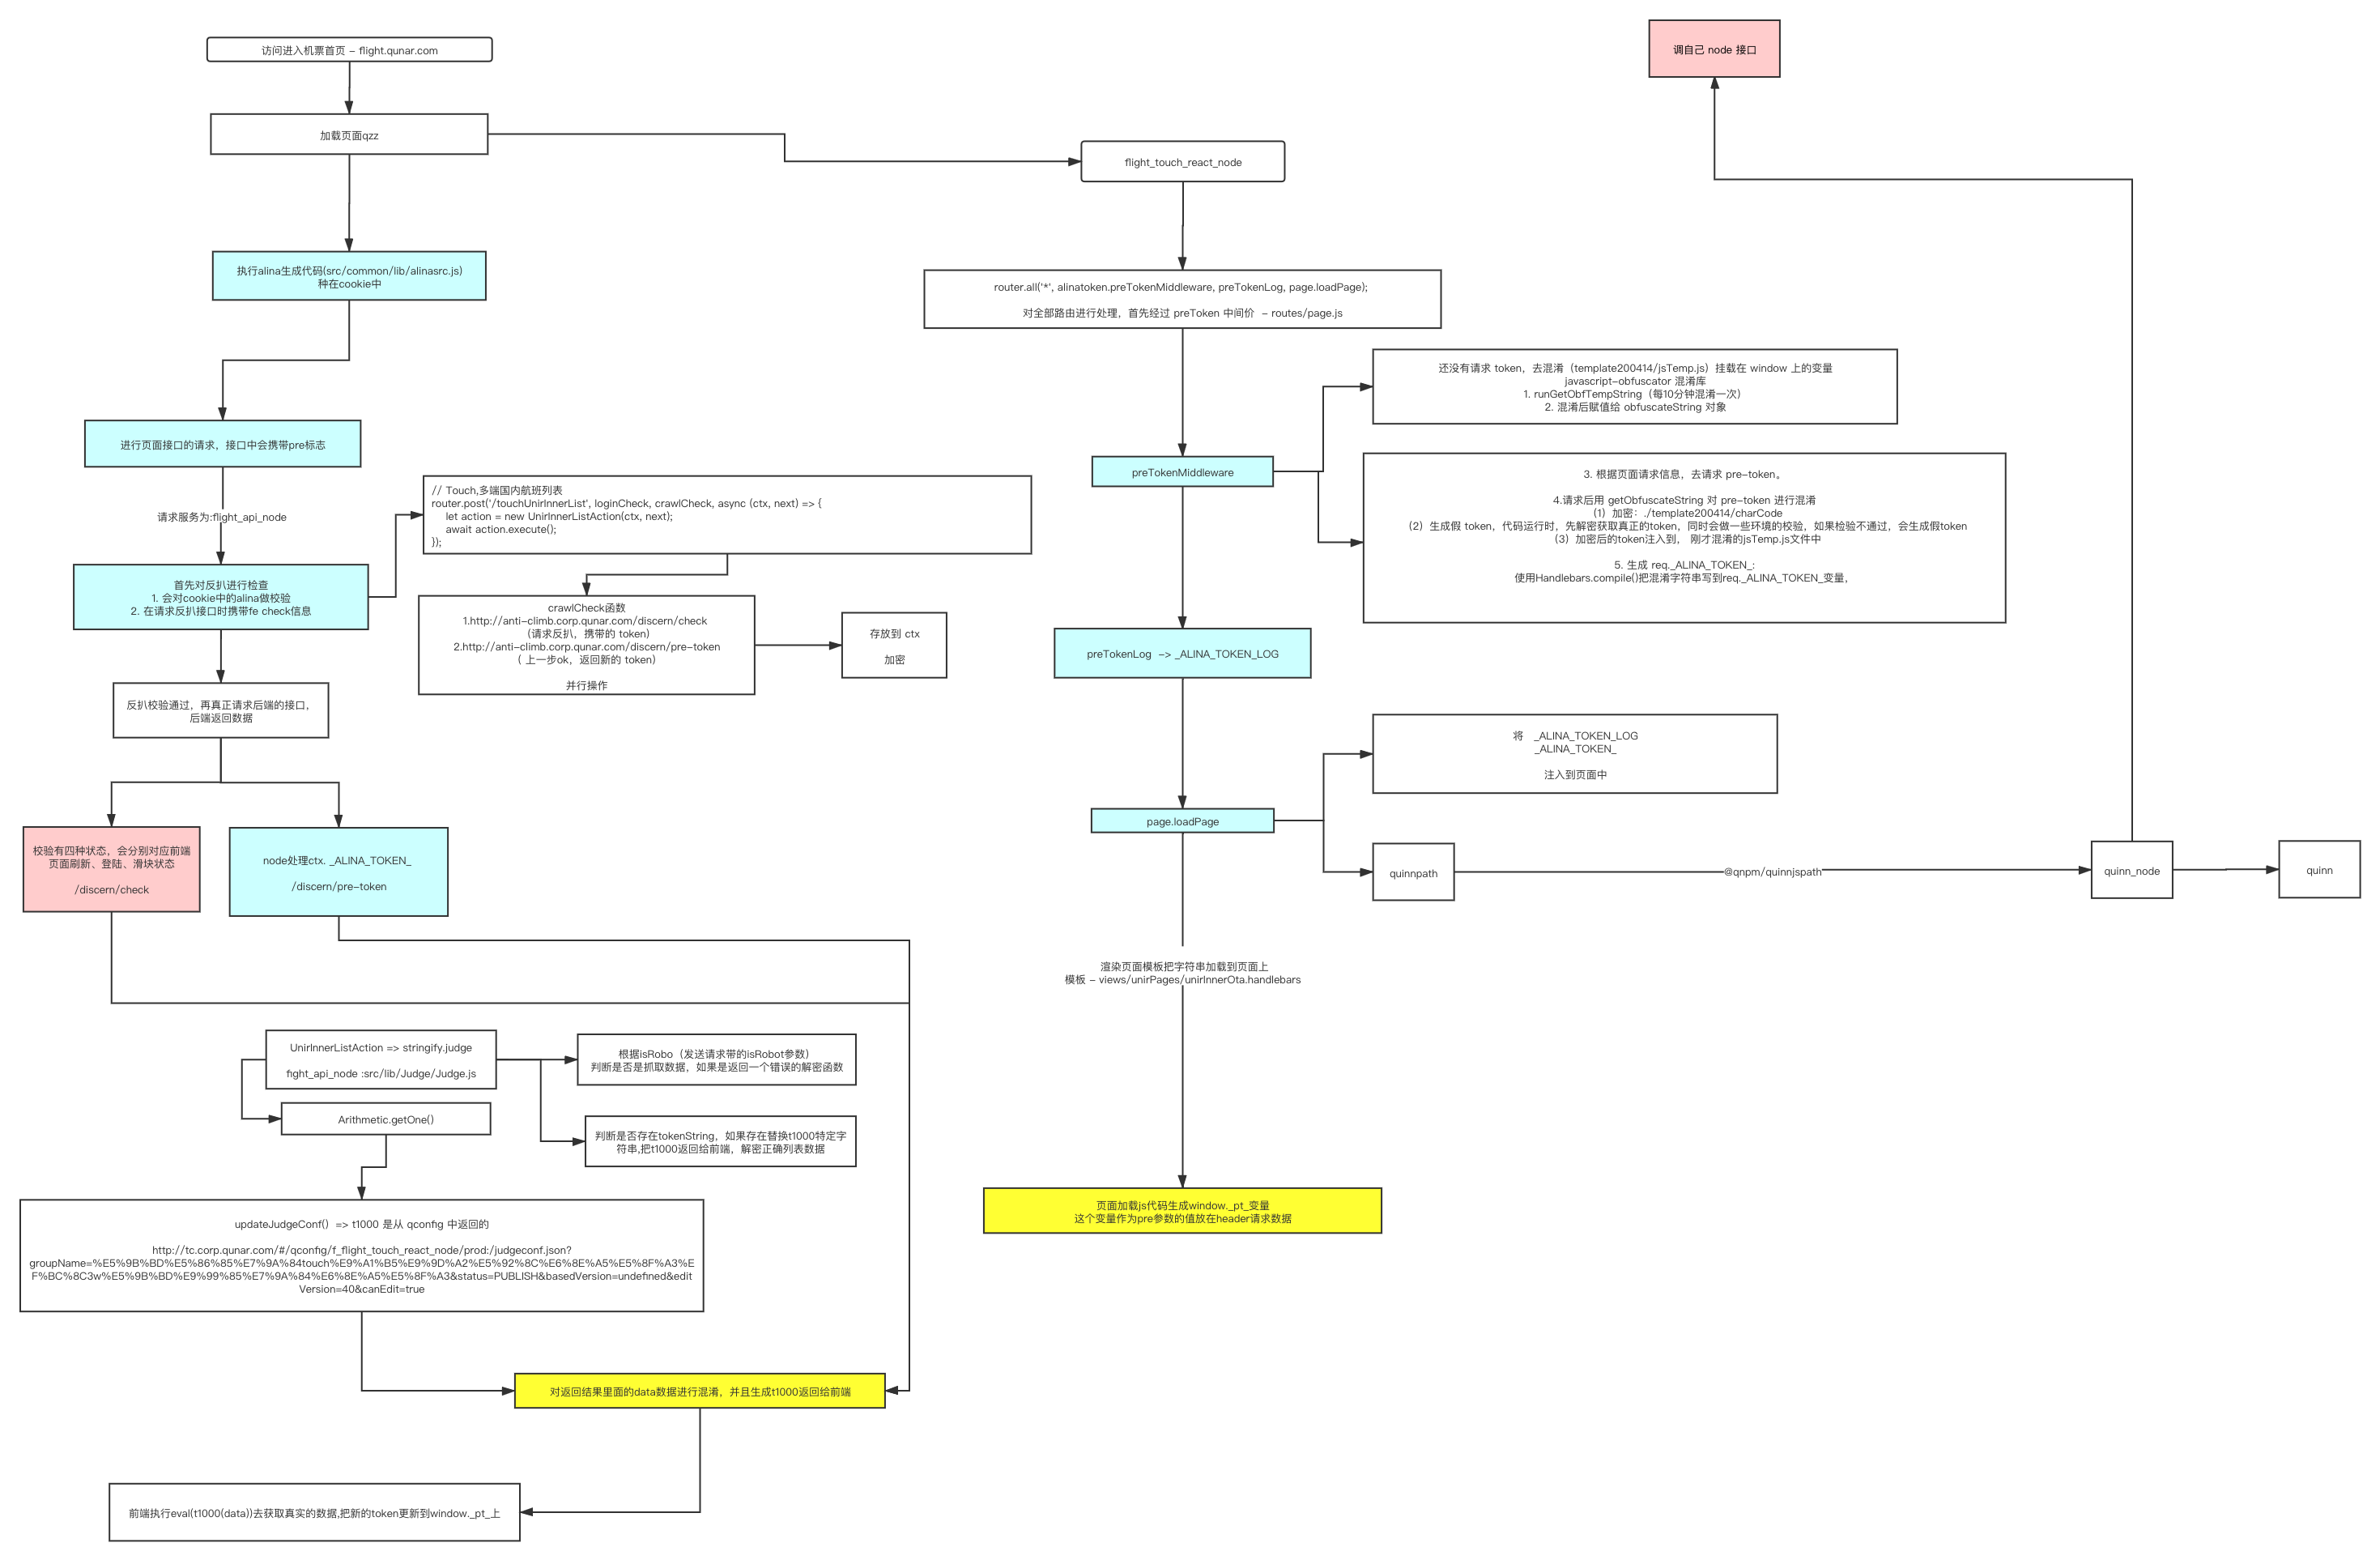 访问进入机票首页 - flight.qunar.com
加载页面qzz
执行alina生成代码(src/common/lib/alinasrc.js)
种在cookie中
进行页面接口的请求，接口中会携带pre标志
请求服务为:flight_api_node
首先对反扒进行检查
1. 会对cookie中的alina做校验
2. 在请求反扒接口时携带fe check信息
// Touch,多端国内航班列表
router.post('/touchUnirInnerList', loginCheck, crawlCheck, async (ctx, next) => {
let action = new UnirInnerListAction(ctx, next);
await action.execute();
});
crawlCheck函数
1.http://anti-climb.corp.qunar.com/discern/check
(请求反扒，携带的 token)
2.http://anti-climb.corp.qunar.com/discern/pre-token
( 上一步ok，返回新的 token)
并行操作
存放到 ctx
加密
反扒校验通过，再真正请求后端的接口，
后端返回数据
校验有四种状态，会分别对应前端
页面刷新、登陆、滑块状态
/discern/check
node处理ctx. _ALINA_TOKEN_
/discern/pre-token
UnirInnerListAction => stringify.judge
fight_api_node :src/lib/Judge/Judge.js
Arithmetic.getOne()
根据isRobo（发送请求带的isRobot参数）
判断是否是抓取数据，如果是返回一个错误的解密函数
判断是否存在tokenString，如果存在替换t1000特定字
符串,把t1000返回给前端，解密正确列表数据
updateJudgeConf() => t1000 是从 qconfig 中返回的
http://tc.corp.qunar.com/#/qconfig/f_flight_touch_react_node/prod:/judgeconf.json?
groupName=%E5%9B%BD%E5%86%85%E7%9A%84touch%E9%A1%B5%E9%9D%A2%E5%92%8C%E6%8E%A5%E5%8F%A3%E
F%BC%8C3w%E5%9B%BD%E9%99%85%E7%9A%84%E6%8E%A5%E5%8F%A3&status=PUBLISH&basedVersion=undefined&edit
Version=40&canEdit=true
对返回结果里面的data数据进行混淆，并且生成t1000返回给前端
前端执行eval(t1000(data))去获取真实的数据,把新的token更新到window._pt_上
flight_touch_react_node
router.all('*', alinatoken.preTokenMiddleware, preTokenLog, page.loadPage);
对全部路由进行处理，首先经过 preToken 中间价 - routes/page.js
preTokenMiddleware
还没有请求 token，去混淆（template200414/jsTemp.js）挂载在 window 上的变量
javascript-obfuscator 混淆库
1. runGetObfTempString（每10分钟混淆一次）
2. 混淆后赋值给 obfuscateString 对象
3. 根据页面请求信息，去请求 pre-token。
4.请求后用 getObfuscateString 对 pre-token 进行混淆
（1）加密：./template200414/charCode
（2）生成假 token，代码运行时，先解密获取真正的token，同时会做一些环境的校验，如果检验不通过，会生成假token
（3）加密后的token注入到， 刚才混淆的jsTemp.js文件中
5. 生成 req._ALINA_TOKEN_:
使用Handlebars.compile()把混淆字符串写到req._ALINA_TOKEN_变量，
preTokenLog -> _ALINA_TOKEN_LOG
page.loadPage
将 _ALINA_TOKEN_LOG
_ALINA_TOKEN_
注入到页面中
quinnpath
@qnpm/quinnjspath
quinn_node
quinn
调自己 node 接口
渲染页面模板把字符串加载到页面上
模板 - views/unirPages/unirInnerOta.handlebars
页面加载js代码生成window._pt_变量
这个变量作为pre参数的值放在header请求数据